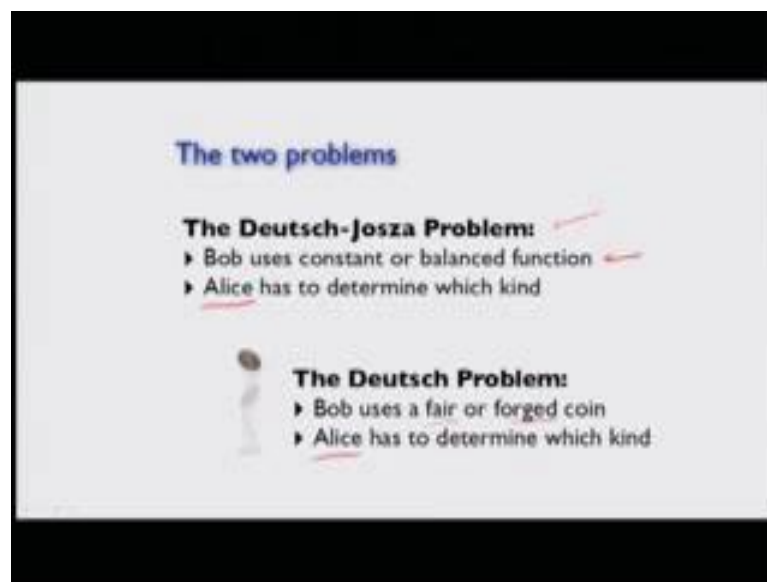 The two problems
The Deutsch-Josza Problem:
Bob uses constant or balanced function
Alice has to determine which kind
The Deutsch Problem:
Bob uses a fair or forged coin
Alice has to determine which kind